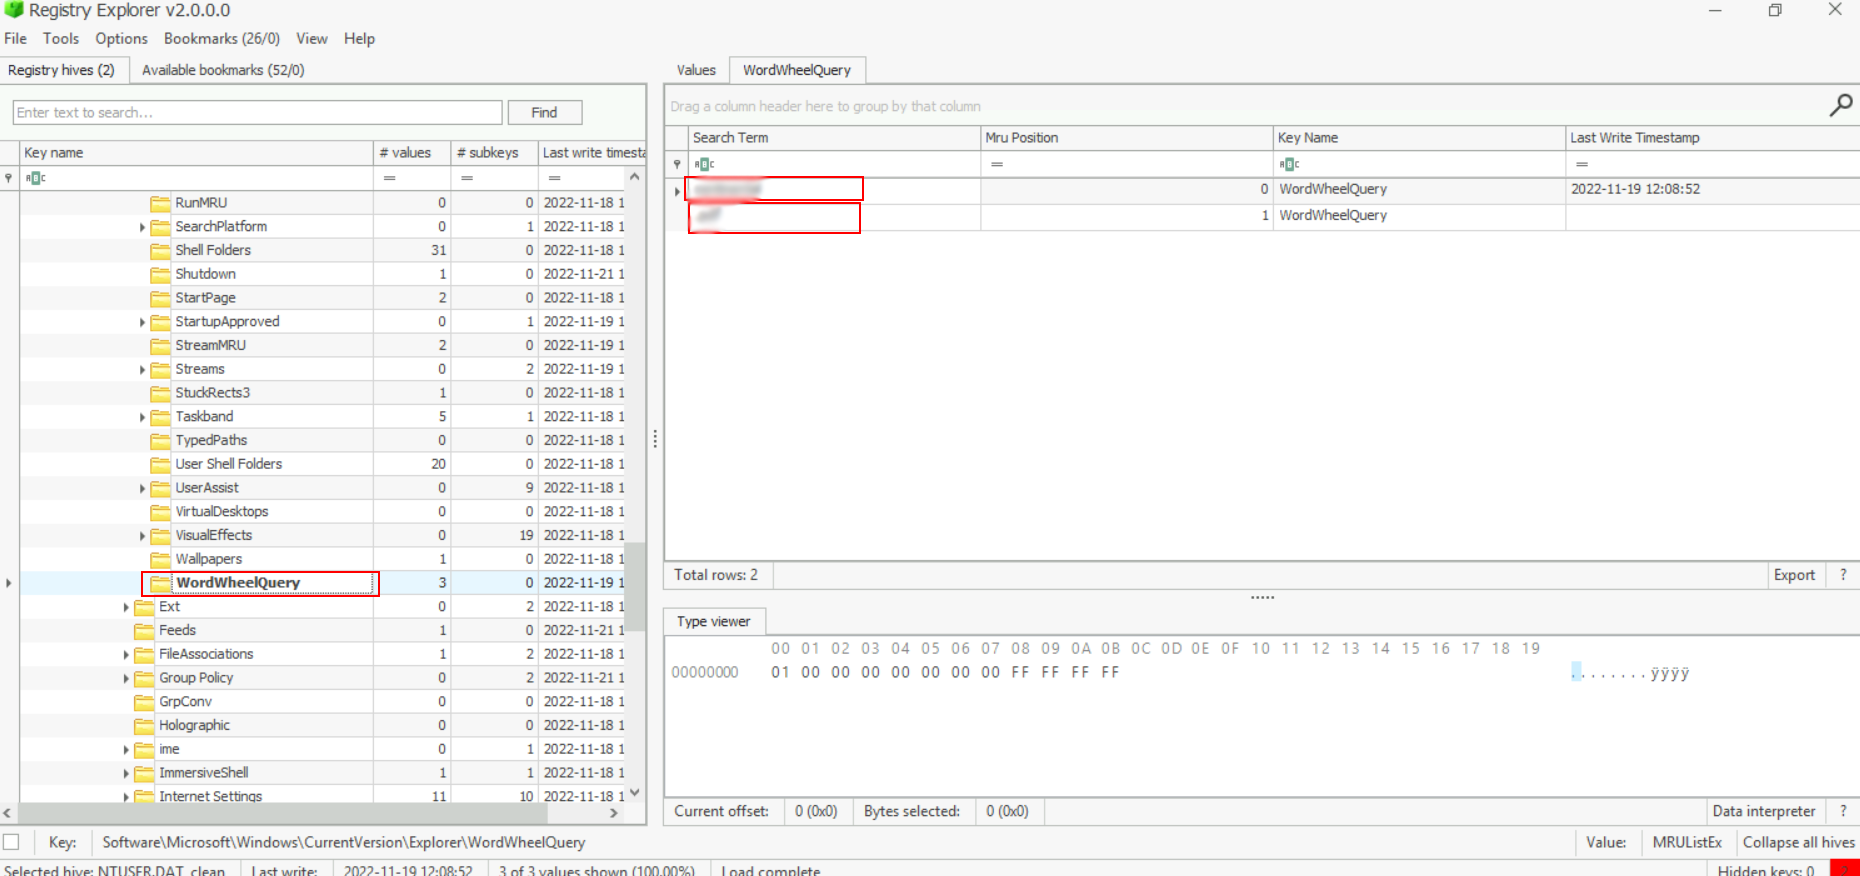 Registry Explorer v2.0.0.0
File Tools Options Bookmarks (26/0) View Help
Registry hives (2) Available bookmarks (52/0)
Enter text to search... Find
Key name # values # subkeys Last write timesta
ABC = = =
RunMRU 0 0 2022-11-18 1
SearchPlatform 0 1 2022-11-18 1
Shell Folders 31 0 2022-11-18 1
Shutdown 1 0 2022-11-21 1
StartPage 2 0 2022-11-18 1
StartupApproved 0 1 2022-11-19 1
StreamMRU 2 0 2022-11-19 1
Streams 0 2 2022-11-19 1
StuckRects3 1 0 2022-11-18 1
Taskband 5 1 2022-11-18 1
TypedPaths 0 0 2022-11-18 1
User Shell Folders 20 0 2022-11-18 1
UserAssist 0 9 2022-11-18 1
VirtualDesktops 0 0 2022-11-18 1
VisualEffects 0 19 2022-11-18 1
Wallpapers 1 0 2022-11-18 1
WordWheelQuery 3 0 2022-11-19 1
Ext 0 2 2022-11-18 1
Feeds 1 0 2022-11-21 1
FileAssociations 1 2 2022-11-18 1
Group Policy 0 2 2022-11-21 1
GrpConv 0 0 2022-11-18 1
Holographic 0 0 2022-11-18 1
ime 0 1 2022-11-18 1
ImmersiveShell 1 1 2022-11-18 1
Internet Settings 11 10 2022-11-18 1
Values WordWheelQuery
Drag a column header here to group by that column
Search Term Mru Position Key Name Last Write Timestamp
ABC = ABC =
0 WordWheelQuery 2022-11-19 12:08:52
1 WordWheelQuery
Total rows: 2 Export ?
Type viewer
00 01 02 03 04 05 06 07 08 09 0A 0B 0C 0D 0E 0F 10 11 12 13 14 15 16 17 18 19
00000000 01 00 00 00 00 00 00 00 FF FF FF FF ........ÿÿÿÿ
Current offset: 0 (0x0) Bytes selected: 0 (0x0) Data interpreter ?
Key: Software\Microsoft\Windows\CurrentVersion\Explorer\WordWheelQuery Value: MRUListEx Collapse all hives
Selected hive: NTUSER.DAT_clean Last write: 2022-11-19 12:08:52 3 of 3 values shown (100.00%) Load complete Hidden keys: 0 2